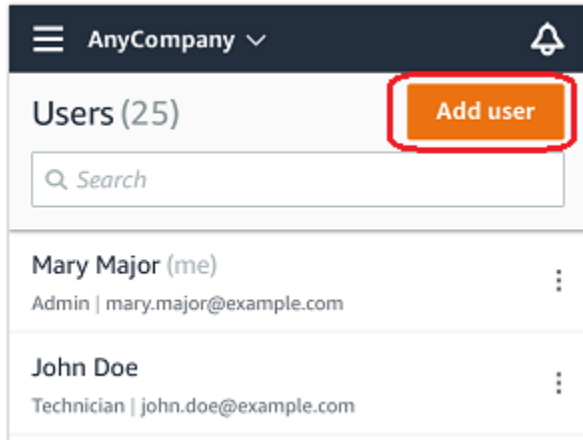 AnyCompany
Users (25)
Add user
Search
Mary Major (me)
Admin | mary.major@example.com
John Doe
Technician | john.doe@example.com